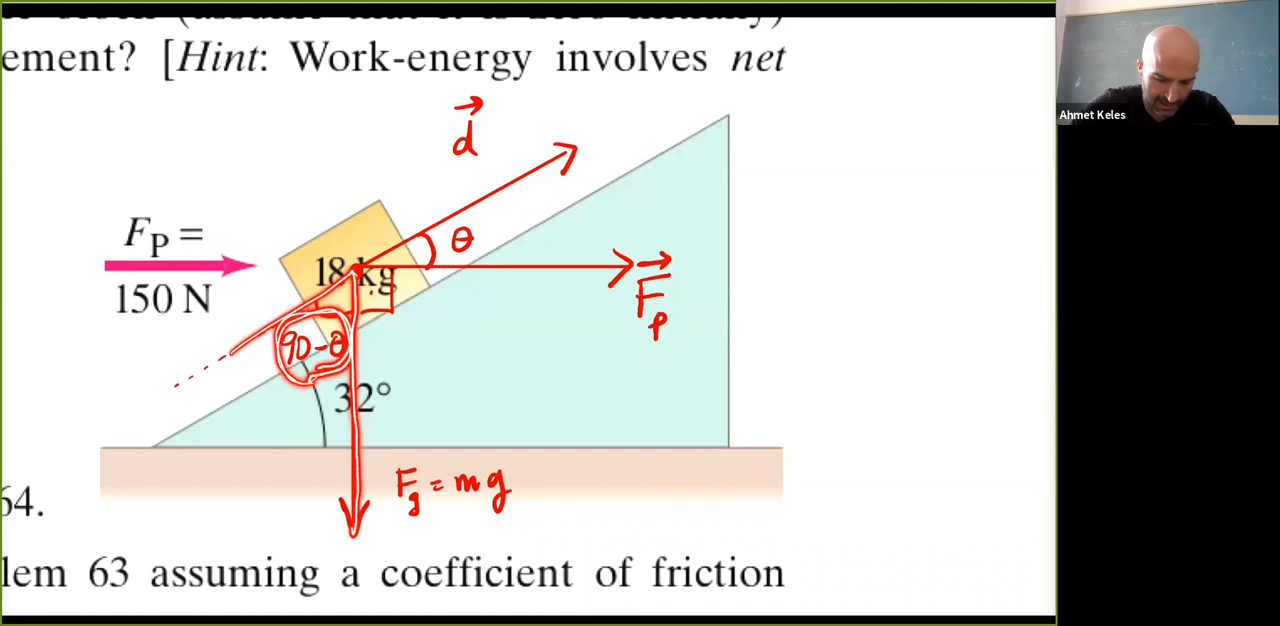 ement? [Hint: Work-energy involves net
d
F_P =
150 N
18 kg
θ
F_P
90-θ
32°
F_g = mg
64.
lem 63 assuming a coefficient of friction
Ahmet Keles